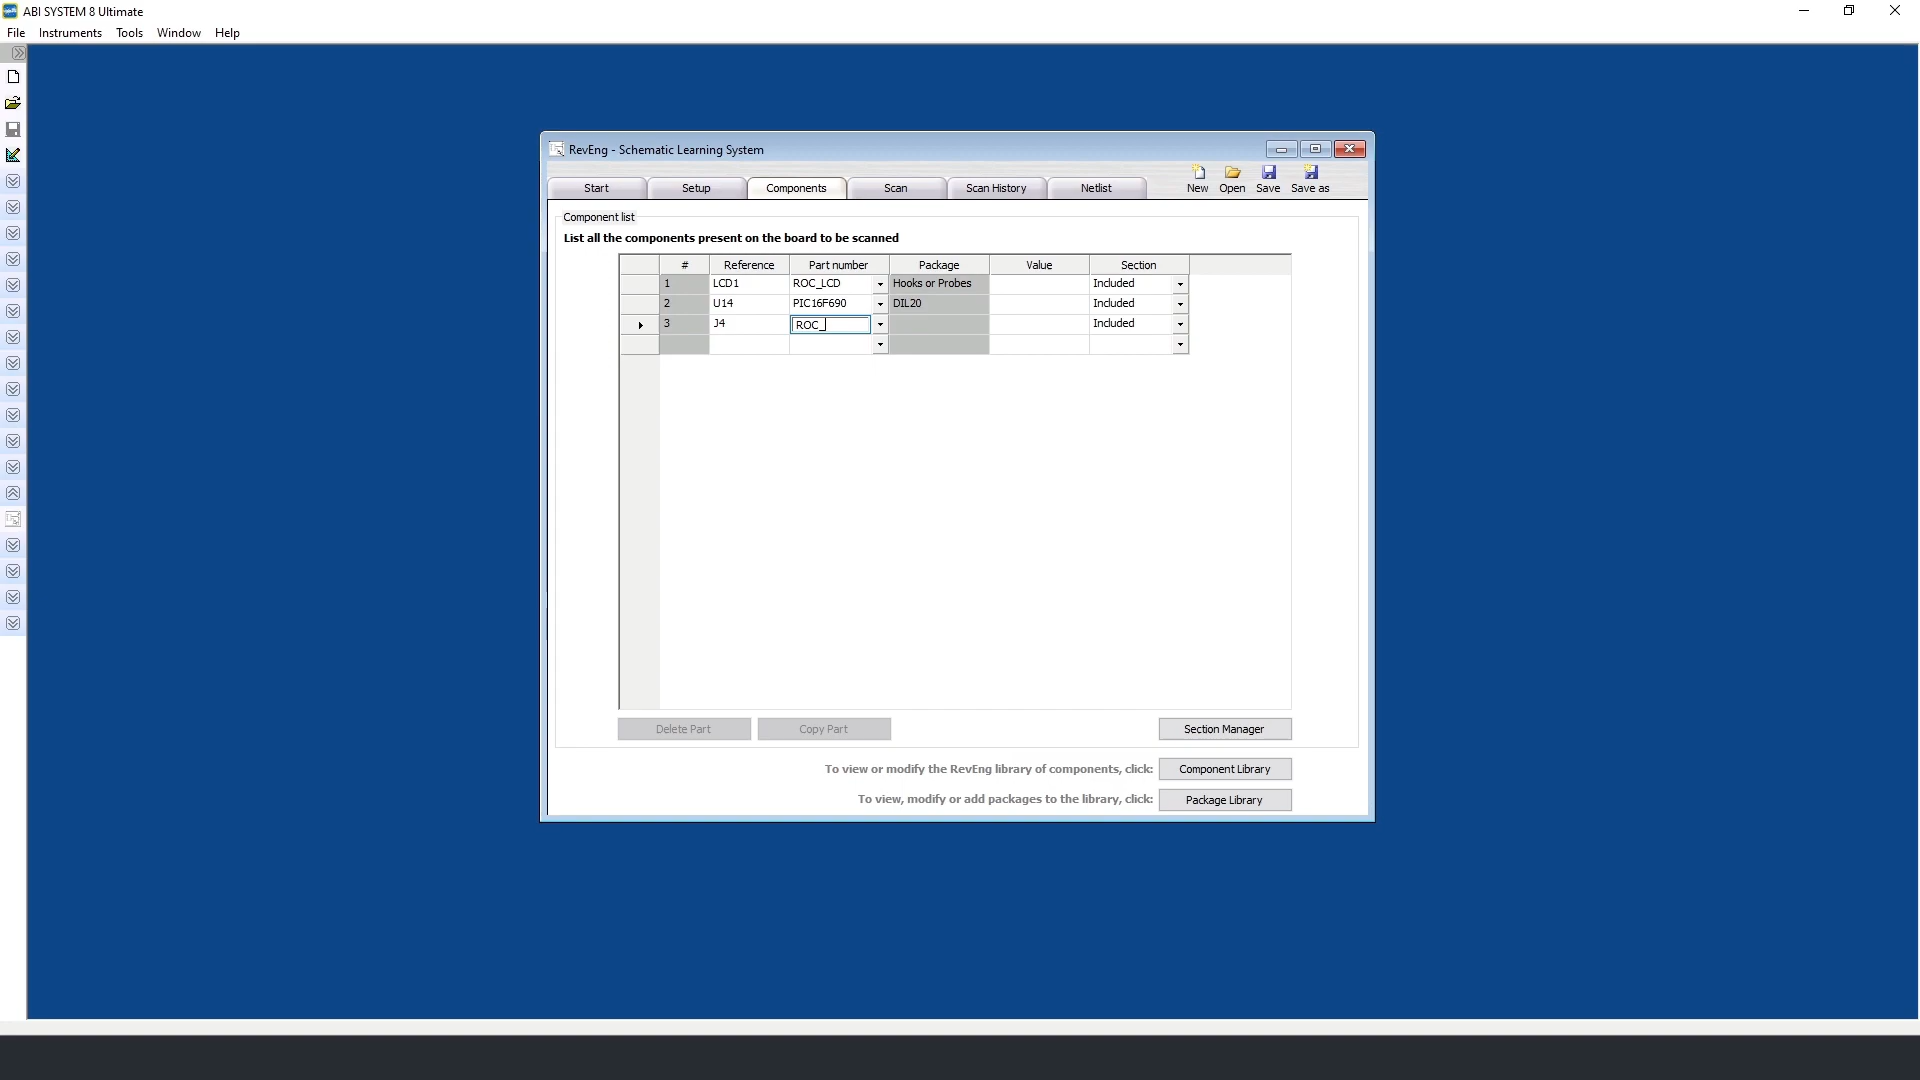 ABI SYSTEM 8 Ultimate
File Instruments Tools Window Help
RevEng - Schematic Learning System
Start Setup Components Scan Scan History Netlist New Open Save Save as
Component list
List all the components present on the board to be scanned
# Reference Part number Package Value Section
1 LCD1 ROC_LCD Hooks or Probes Included
2 U14 PIC16F690 DIL20 Included
3 J4 ROC_ Included
Delete Part Copy Part Section Manager
To view or modify the RevEng library of components, click: Component Library
To view, modify or add packages to the library, click: Package Library